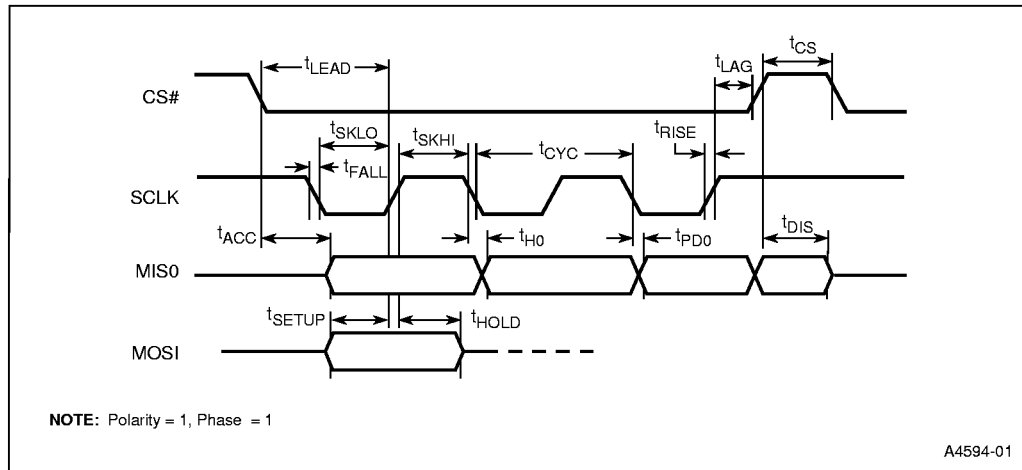 tLEAD
tLAG
tCS
CS#
tSKLO
tSKHI
tCYC
tRISE
tFALL
SCLK
tACC
tH0
tPD0
tDIS
MIS0
tSETUP
tHOLD
MOSI
NOTE: Polarity = 1, Phase = 1
A4594-01